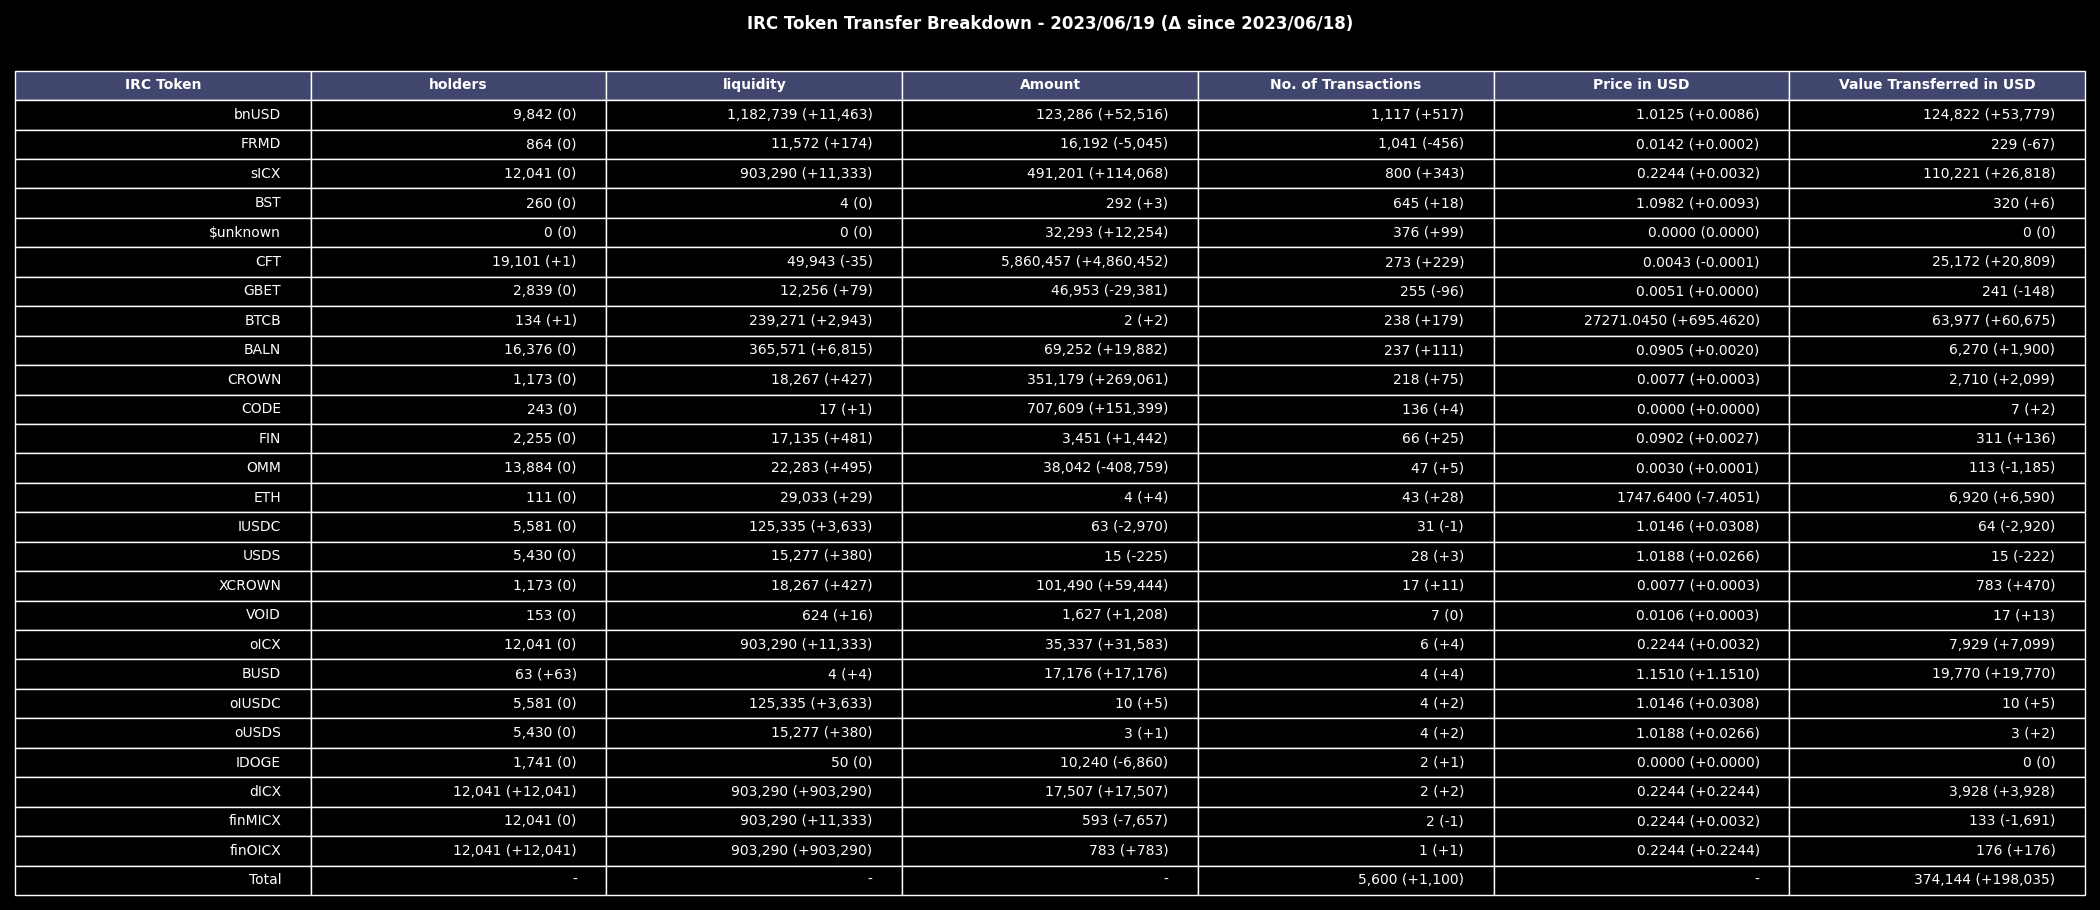 IRC Token Transfer Breakdown - 2023/06/19 (Δ since 2023/06/18)
IRC Token holders liquidity Amount No. of Transactions Price in USD Value Transferred in USD
bnUSD 9,842 (0) 1,182,739 (+11,463) 123,286 (+52,516) 1,117 (+517) 1.0125 (+0.0086) 124,822 (+53,779)
FRMD 864 (0) 11,572 (+174) 16,192 (-5,045) 1,041 (-456) 0.0142 (+0.0002) 229 (-67)
sICX 12,041 (0) 903,290 (+11,333) 491,201 (+114,068) 800 (+343) 0.2244 (+0.0032) 110,221 (+26,818)
BST 260 (0) 4 (0) 292 (+3) 645 (+18) 1.0982 (+0.0093) 320 (+6)
$unknown 0 (0) 0 (0) 32,293 (+12,254) 376 (+99) 0.0000 (0.0000) 0 (0)
CFT 19,101 (+1) 49,943 (-35) 5,860,457 (+4,860,452) 273 (+229) 0.0043 (-0.0001) 25,172 (+20,809)
GBET 2,839 (0) 12,256 (+79) 46,953 (-29,381) 255 (-96) 0.0051 (+0.0000) 241 (-148)
BTCB 134 (+1) 239,271 (+2,943) 2 (+2) 238 (+179) 27271.0450 (+695.4620) 63,977 (+60,675)
BALN 16,376 (0) 365,571 (+6,815) 69,252 (+19,882) 237 (+111) 0.0905 (+0.0020) 6,270 (+1,900)
CROWN 1,173 (0) 18,267 (+427) 351,179 (+269,061) 218 (+75) 0.0077 (+0.0003) 2,710 (+2,099)
CODE 243 (0) 17 (+1) 707,609 (+151,399) 136 (+4) 0.0000 (+0.0000) 7 (+2)
FIN 2,255 (0) 17,135 (+481) 3,451 (+1,442) 66 (+25) 0.0902 (+0.0027) 311 (+136)
OMM 13,884 (0) 22,283 (+495) 38,042 (-408,759) 47 (+5) 0.0030 (+0.0001) 113 (-1,185)
ETH 111 (0) 29,033 (+29) 4 (+4) 43 (+28) 1747.6400 (-7.4051) 6,920 (+6,590)
IUSDC 5,581 (0) 125,335 (+3,633) 63 (-2,970) 31 (-1) 1.0146 (+0.0308) 64 (-2,920)
USDS 5,430 (0) 15,277 (+380) 15 (-225) 28 (+3) 1.0188 (+0.0266) 15 (-222)
XCROWN 1,173 (0) 18,267 (+427) 101,490 (+59,444) 17 (+11) 0.0077 (+0.0003) 783 (+470)
VOID 153 (0) 624 (+16) 1,627 (+1,208) 7 (0) 0.0106 (+0.0003) 17 (+13)
oICX 12,041 (0) 903,290 (+11,333) 35,337 (+31,583) 6 (+4) 0.2244 (+0.0032) 7,929 (+7,099)
BUSD 63 (+63) 4 (+4) 17,176 (+17,176) 4 (+4) 1.1510 (+1.1510) 19,770 (+19,770)
oIUSDC 5,581 (0) 125,335 (+3,633) 10 (+5) 4 (+2) 1.0146 (+0.0308) 10 (+5)
oUSDS 5,430 (0) 15,277 (+380) 3 (+1) 4 (+2) 1.0188 (+0.0266) 3 (+2)
IDOGE 1,741 (0) 50 (0) 10,240 (-6,860) 2 (+1) 0.0000 (+0.0000) 0 (0)
dICX 12,041 (+12,041) 903,290 (+903,290) 17,507 (+17,507) 2 (+2) 0.2244 (+0.2244) 3,928 (+3,928)
finMICX 12,041 (0) 903,290 (+11,333) 593 (-7,657) 2 (-1) 0.2244 (+0.0032) 133 (-1,691)
finOICX 12,041 (+12,041) 903,290 (+903,290) 783 (+783) 1 (+1) 0.2244 (+0.2244) 176 (+176)
Total - - - 5,600 (+1,100) - 374,144 (+198,035)